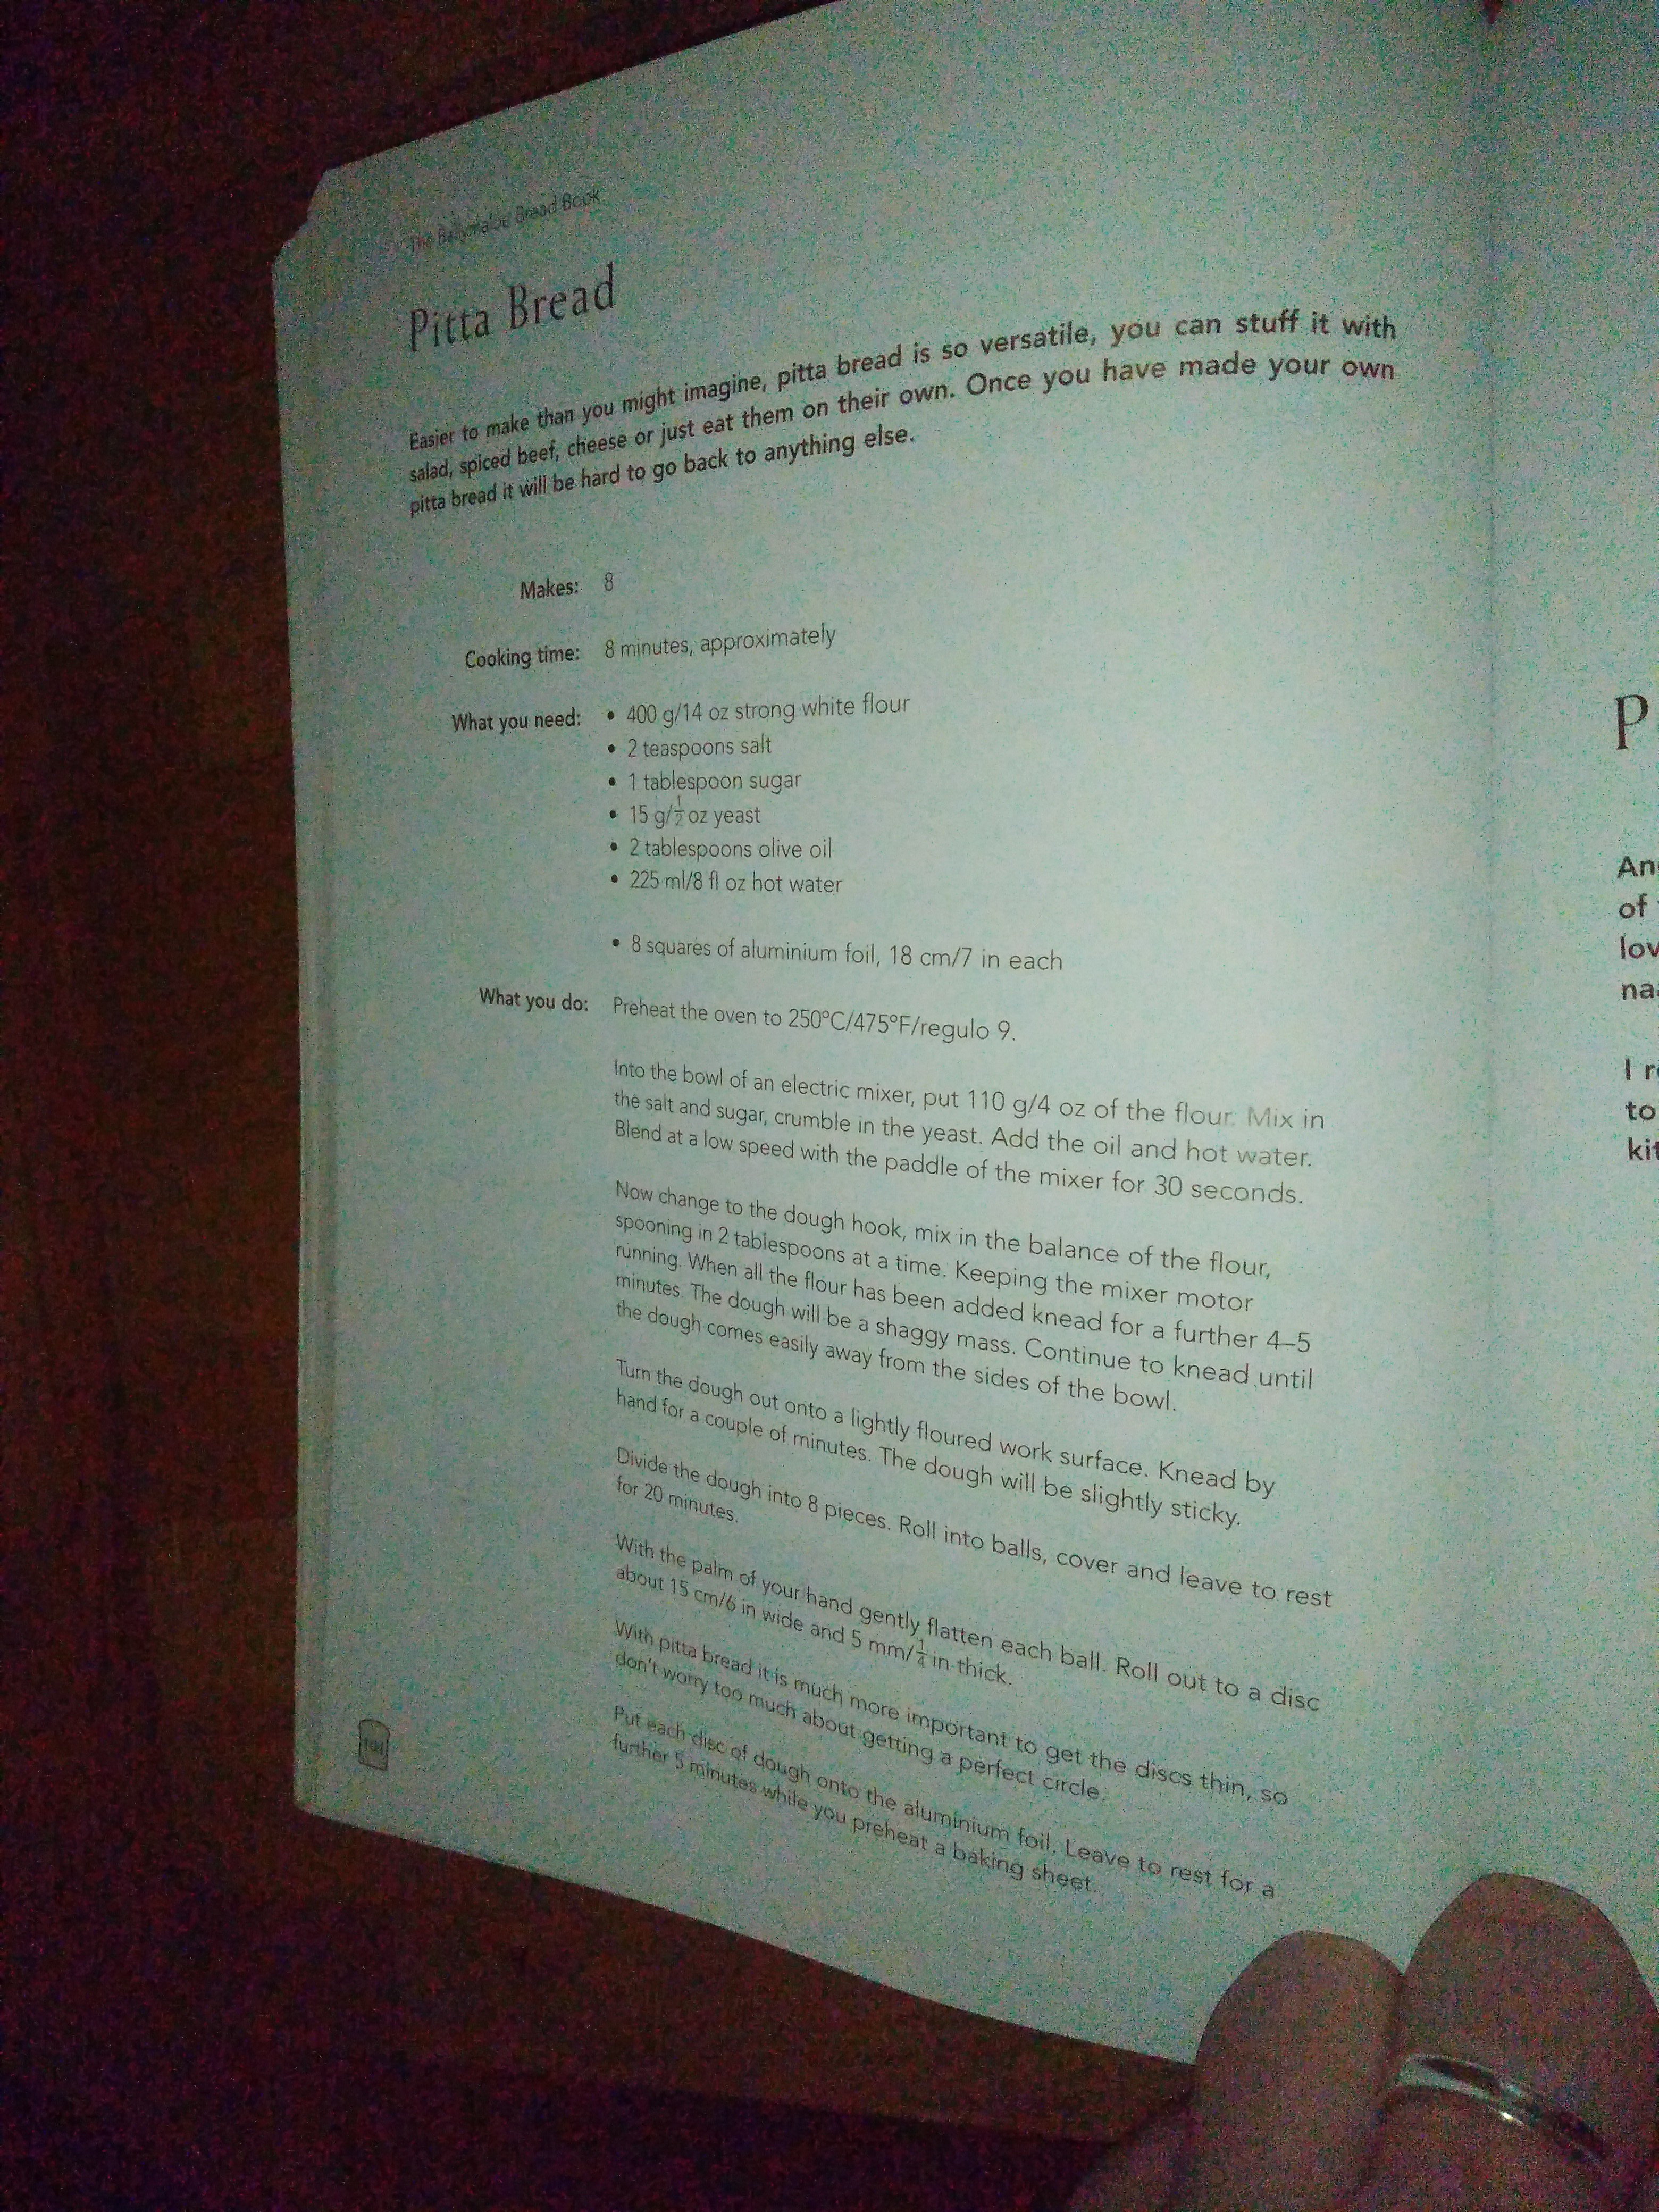 The Ballymaloe Bread Book
Pitta Bread
Easier to make than you might imagine, pitta bread is so versatile, you can stuff it with
salad, spiced beef, cheese or just eat them on their own. Once you have made your own
pitta bread it will be hard to go back to anything else.
Makes: 8
Cooking time: 8 minutes, approximately
What you need: • 400 g/14 oz strong white flour
• 2 teaspoons salt
• 1 tablespoon sugar
• 15 g/½ oz yeast
• 2 tablespoons olive oil
• 225 ml/8 fl oz hot water
• 8 squares of aluminium foil, 18 cm/7 in each
What you do: Preheat the oven to 250°C/475°F/regulo 9.
Into the bowl of an electric mixer, put 110 g/4 oz of the flour. Mix in
the salt and sugar, crumble in the yeast. Add the oil and hot water.
Blend at a low speed with the paddle of the mixer for 30 seconds.
Now change to the dough hook, mix in the balance of the flour,
spooning in 2 tablespoons at a time. Keeping the mixer motor
running. When all the flour has been added knead for a further 4–5
minutes. The dough will be a shaggy mass. Continue to knead until
the dough comes easily away from the sides of the bowl.
Turn the dough out onto a lightly floured work surface. Knead by
hand for a couple of minutes. The dough will be slightly sticky.
Divide the dough into 8 pieces. Roll into balls, cover and leave to rest
for 20 minutes.
With the palm of your hand gently flatten each ball. Roll out to a disc
about 15 cm/6 in wide and 5 mm/¼ in thick.
With pitta bread it is much more important to get the discs thin, so
don't worry too much about getting a perfect circle.
Put each disc of dough onto the aluminium foil. Leave to rest for a
further 5 minutes while you preheat a baking sheet.
P
of
I
to